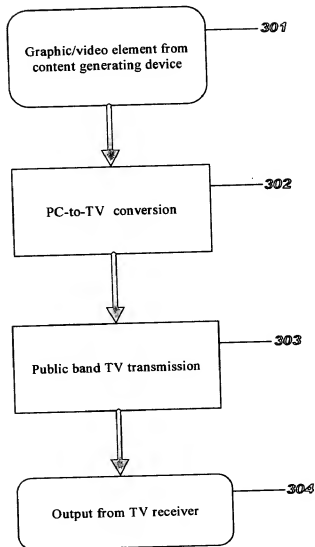 301
Graphic/video element from
content generating device
302
PC-to-TV conversion
303
Public band TV transmission
304
Output from TV receiver